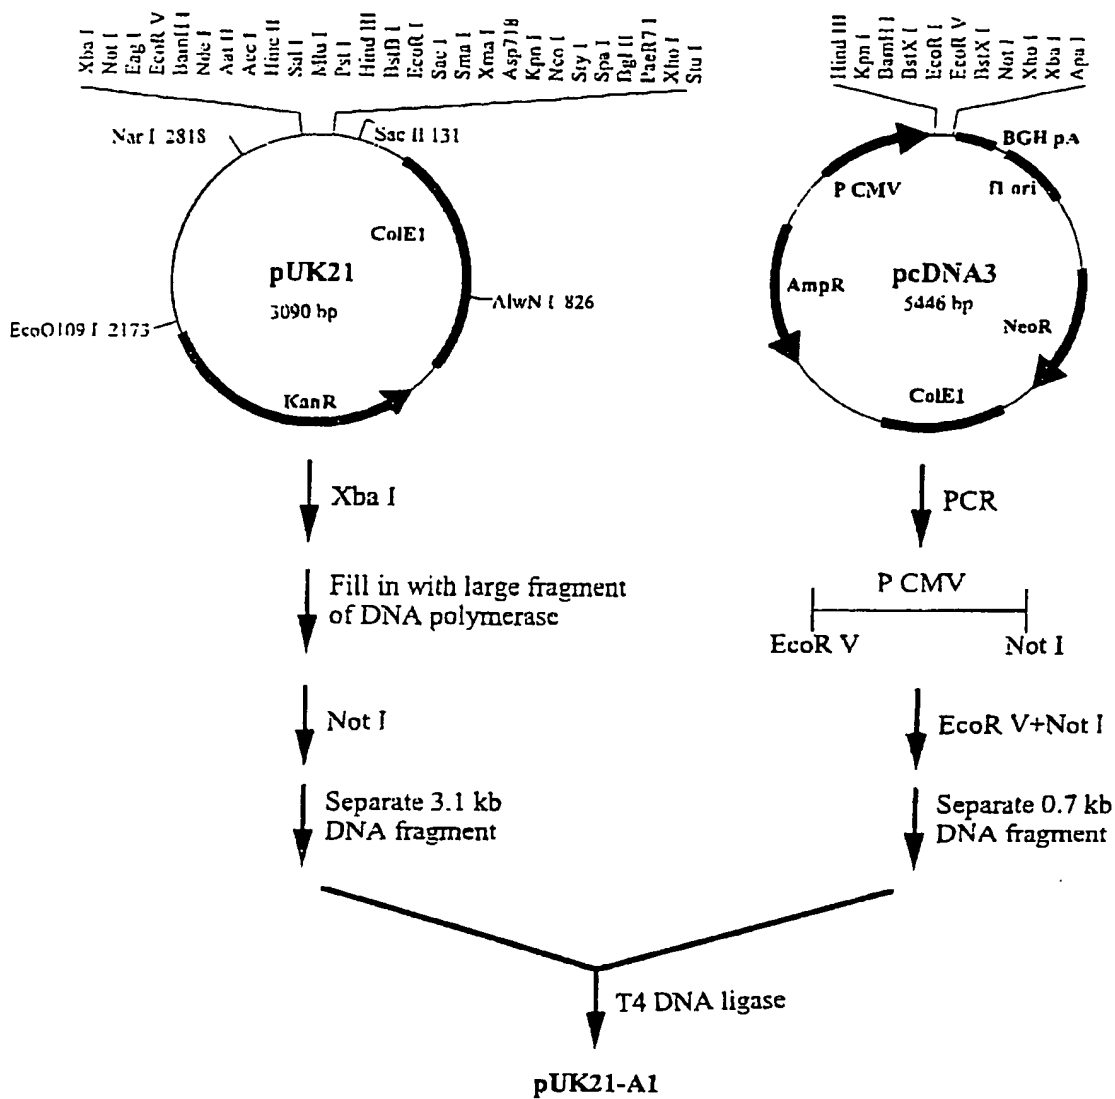 Xba I
Not I
Eag I
EcoR V
BamH I
Nde I
Aat II
Acc I
Hinc II
Sal I
Mlu I
Pst I
Hind III
BstB I
EcoR I
Sac I
Sma I
Xma I
Asp718
Kpn I
Nco I
Sty I
Spa I
Bgl II
PaeR7 I
Xho I
Stu I
Nar I 2818
Sac II 131
ColE1
pUK21
3090 bp
AlwN I 826
EcoO109 I 2173
KanR
Hind III
Kpn I
BamH I
BstX I
EcoR I
EcoR V
BstX I
Not I
Xho I
Xba I
Apa I
BGH pA
P CMV
f1 ori
AmpR
pcDNA3
5446 bp
NeoR
ColE1
Xba I
Fill in with large fragment
of DNA polymerase
Not I
Separate 3.1 kb
DNA fragment
PCR
P CMV
EcoR V
Not I
EcoR V+Not I
Separate 0.7 kb
DNA fragment
T4 DNA ligase
pUK21-A1